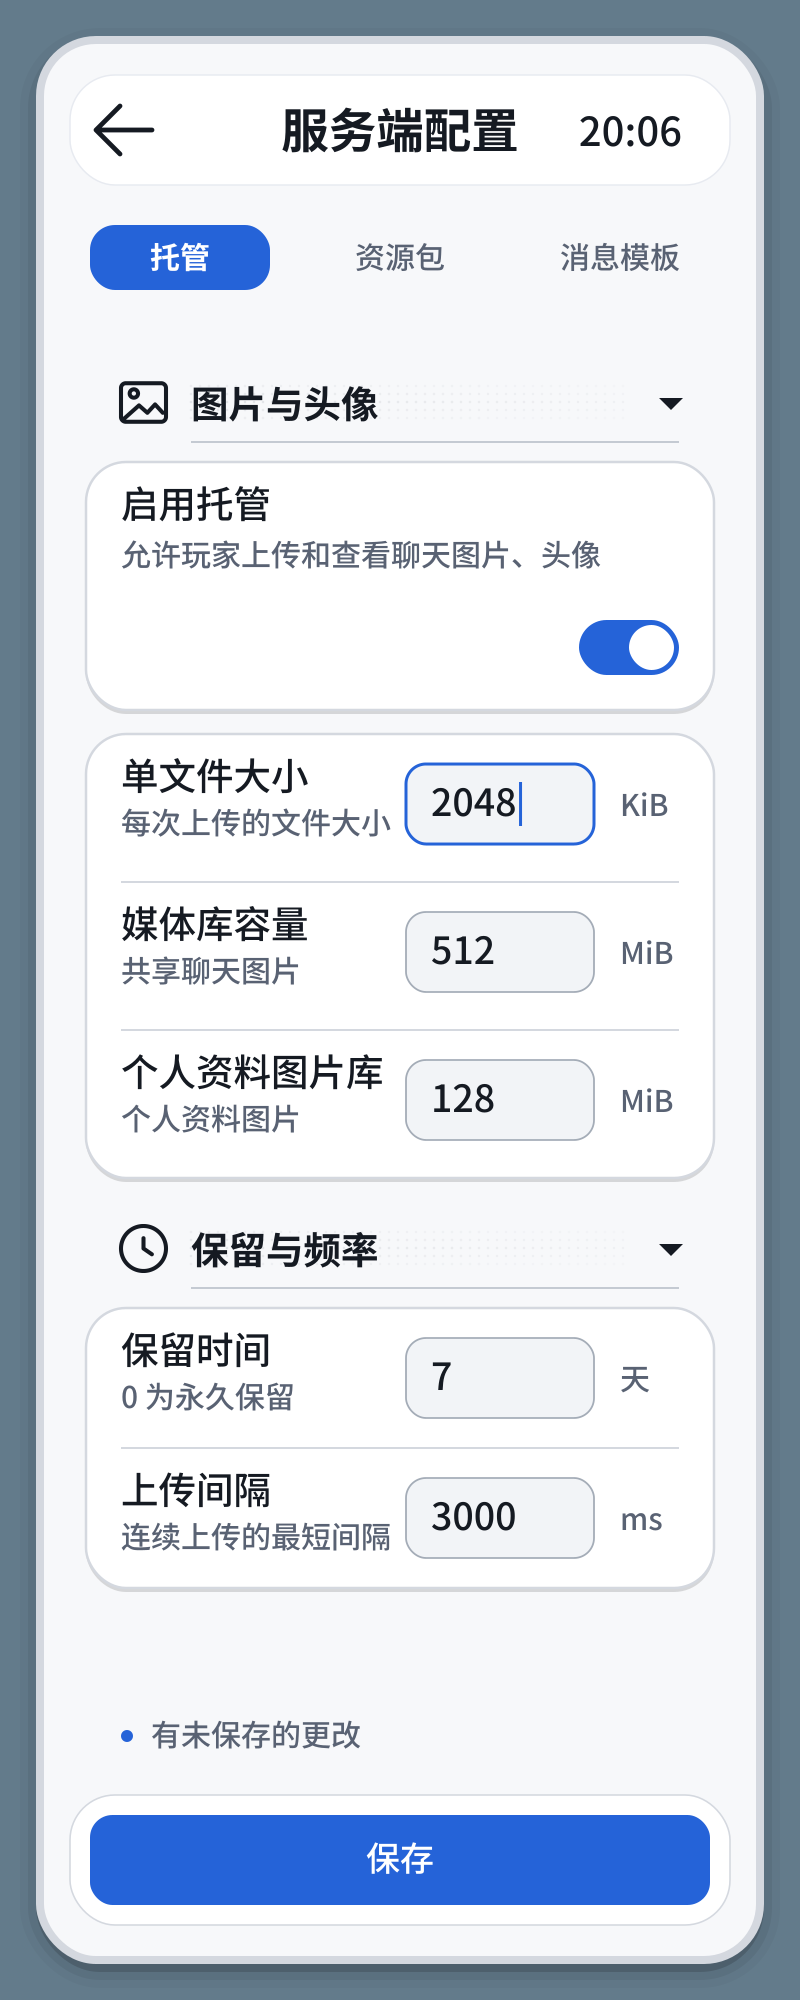 服务端配置 20:06
托管 资源包 消息模板
图片与头像
启用托管
允许玩家上传和查看聊天图片、头像
单文件大小
每次上传的文件大小
2048 KiB
媒体库容量
共享聊天图片
512 MiB
个人资料图片库
个人资料图片
128 MiB
保留与频率
保留时间
0 为永久保留
7 天
上传间隔
连续上传的最短间隔
3000 ms
有未保存的更改
保存